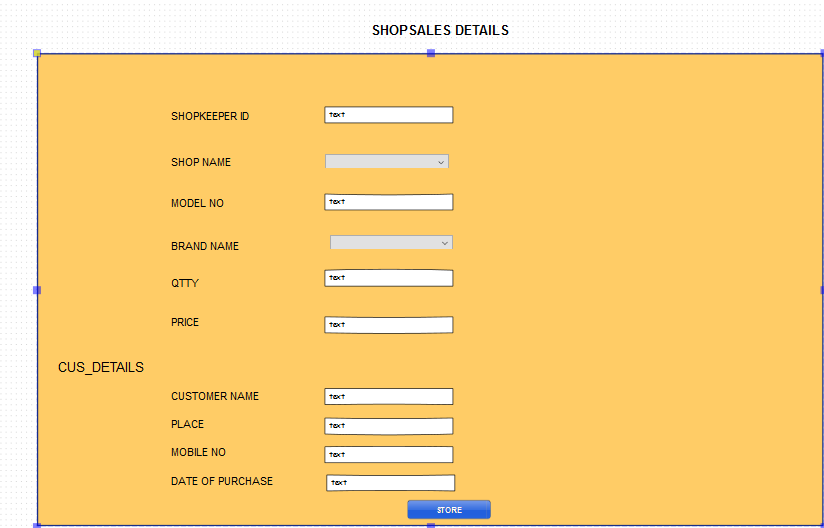 SHOPSALES DETAILS
SHOPKEEPER ID text
SHOP NAME
MODEL NO text
BRAND NAME
QTTY text
PRICE text
CUS_DETAILS
CUSTOMER NAME text
PLACE text
MOBILE NO text
DATE OF PURCHASE text
STORE